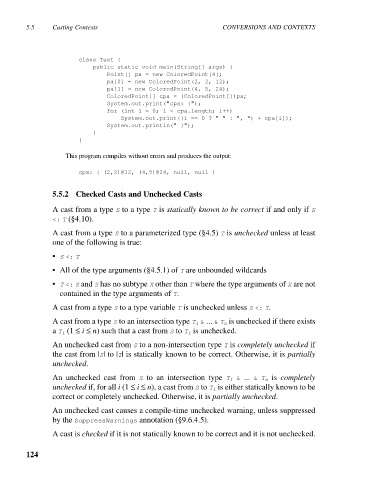 5.5 Casting Contexts CONVERSIONS AND CONTEXTS
class Test {
public static void main(String[] args) {
Point[] pa = new ColoredPoint[4];
pa[0] = new ColoredPoint(2, 2, 12);
pa[1] = new ColoredPoint(4, 5, 24);
ColoredPoint[] cpa = (ColoredPoint[])pa;
System.out.print("cpa: {");
for (int i = 0; i < cpa.length; i++)
System.out.print((i == 0 ? " " : ", ") + cpa[i]);
System.out.println(" }");
}
}
This program compiles without errors and produces the output:
cpa: { (2,2)@12, (4,5)@24, null, null }
5.5.2 Checked Casts and Unchecked Casts
A cast from a type S to a type T is statically known to be correct if and only if S
<: T (§4.10).
A cast from a type S to a parameterized type (§4.5) T is unchecked unless at least
one of the following is true:
• S <: T
• All of the type arguments (§4.5.1) of T are unbounded wildcards
• T <: S and S has no subtype X other than T where the type arguments of X are not
contained in the type arguments of T.
A cast from a type S to a type variable T is unchecked unless S <: T.
A cast from a type S to an intersection type T1 & ... & Tn is unchecked if there exists
a Ti (1 ≤ i ≤ n) such that a cast from S to Ti is unchecked.
An unchecked cast from S to a non-intersection type T is completely unchecked if
the cast from |S| to |T| is statically known to be correct. Otherwise, it is partially
unchecked.
An unchecked cast from S to an intersection type T1 & ... & Tn is completely
unchecked if, for all i (1 ≤ i ≤ n), a cast from S to Ti is either statically known to be
correct or completely unchecked. Otherwise, it is partially unchecked.
An unchecked cast causes a compile-time unchecked warning, unless suppressed
by the SuppressWarnings annotation (§9.6.4.5).
A cast is checked if it is not statically known to be correct and it is not unchecked.
124